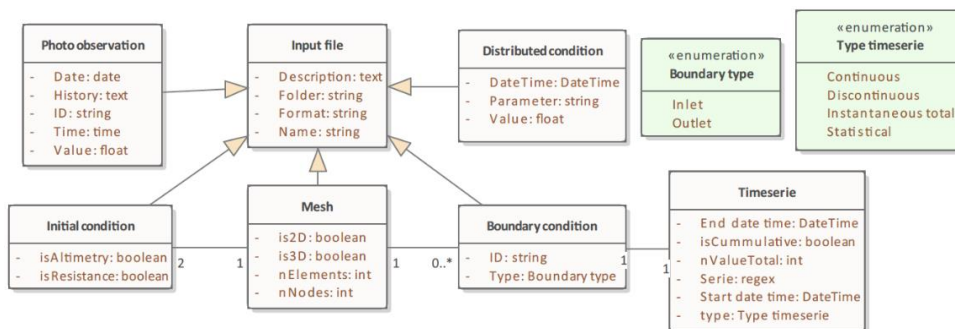 Photo observation
- Date: date
- History: text
- ID: string
- Time: time
- Value: float
Input file
- Description: text
- Folder: string
- Format: string
- Name: string
Distributed condition
- DateTime: DateTime
- Parameter: string
- Value: float
«enumeration»
Boundary type
Inlet
Outlet
«enumeration»
Type timeserie
Continuous
Discontinuous
Instantaneous total
Statistical
Initial condition
- isAltimetry: boolean
- isResistance: boolean
2
1
Mesh
- is2D: boolean
- is3D: boolean
- nElements: int
- nNodes: int
1
0..*
Boundary condition
- ID: string
- Type: Boundary type
1
1
Timeserie
- End date time: DateTime
- isCummulative: boolean
- nValueTotal: int
- Serie: regex
- Start date time: DateTime
- type: Type timeserie